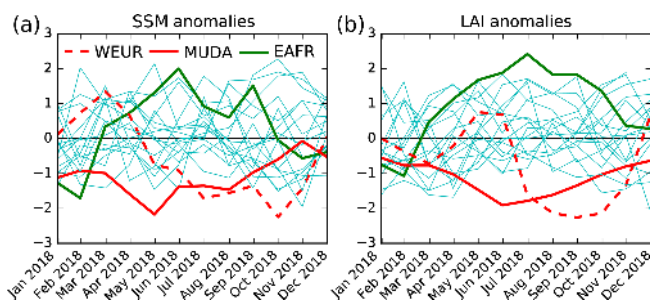 (a) SSM anomalies
WEUR MUDA EAFR
3
2
1
0
−1
−2
−3
Jan 2018
Feb 2018
Mar 2018
Apr 2018
May 2018
Jun 2018
Jul 2018
Aug 2018
Sep 2018
Oct 2018
Nov 2018
Dec 2018
(b) LAI anomalies
3
2
1
0
−1
−2
−3
Jan 2018
Feb 2018
Mar 2018
Apr 2018
May 2018
Jun 2018
Jul 2018
Aug 2018
Sep 2018
Oct 2018
Nov 2018
Dec 2018